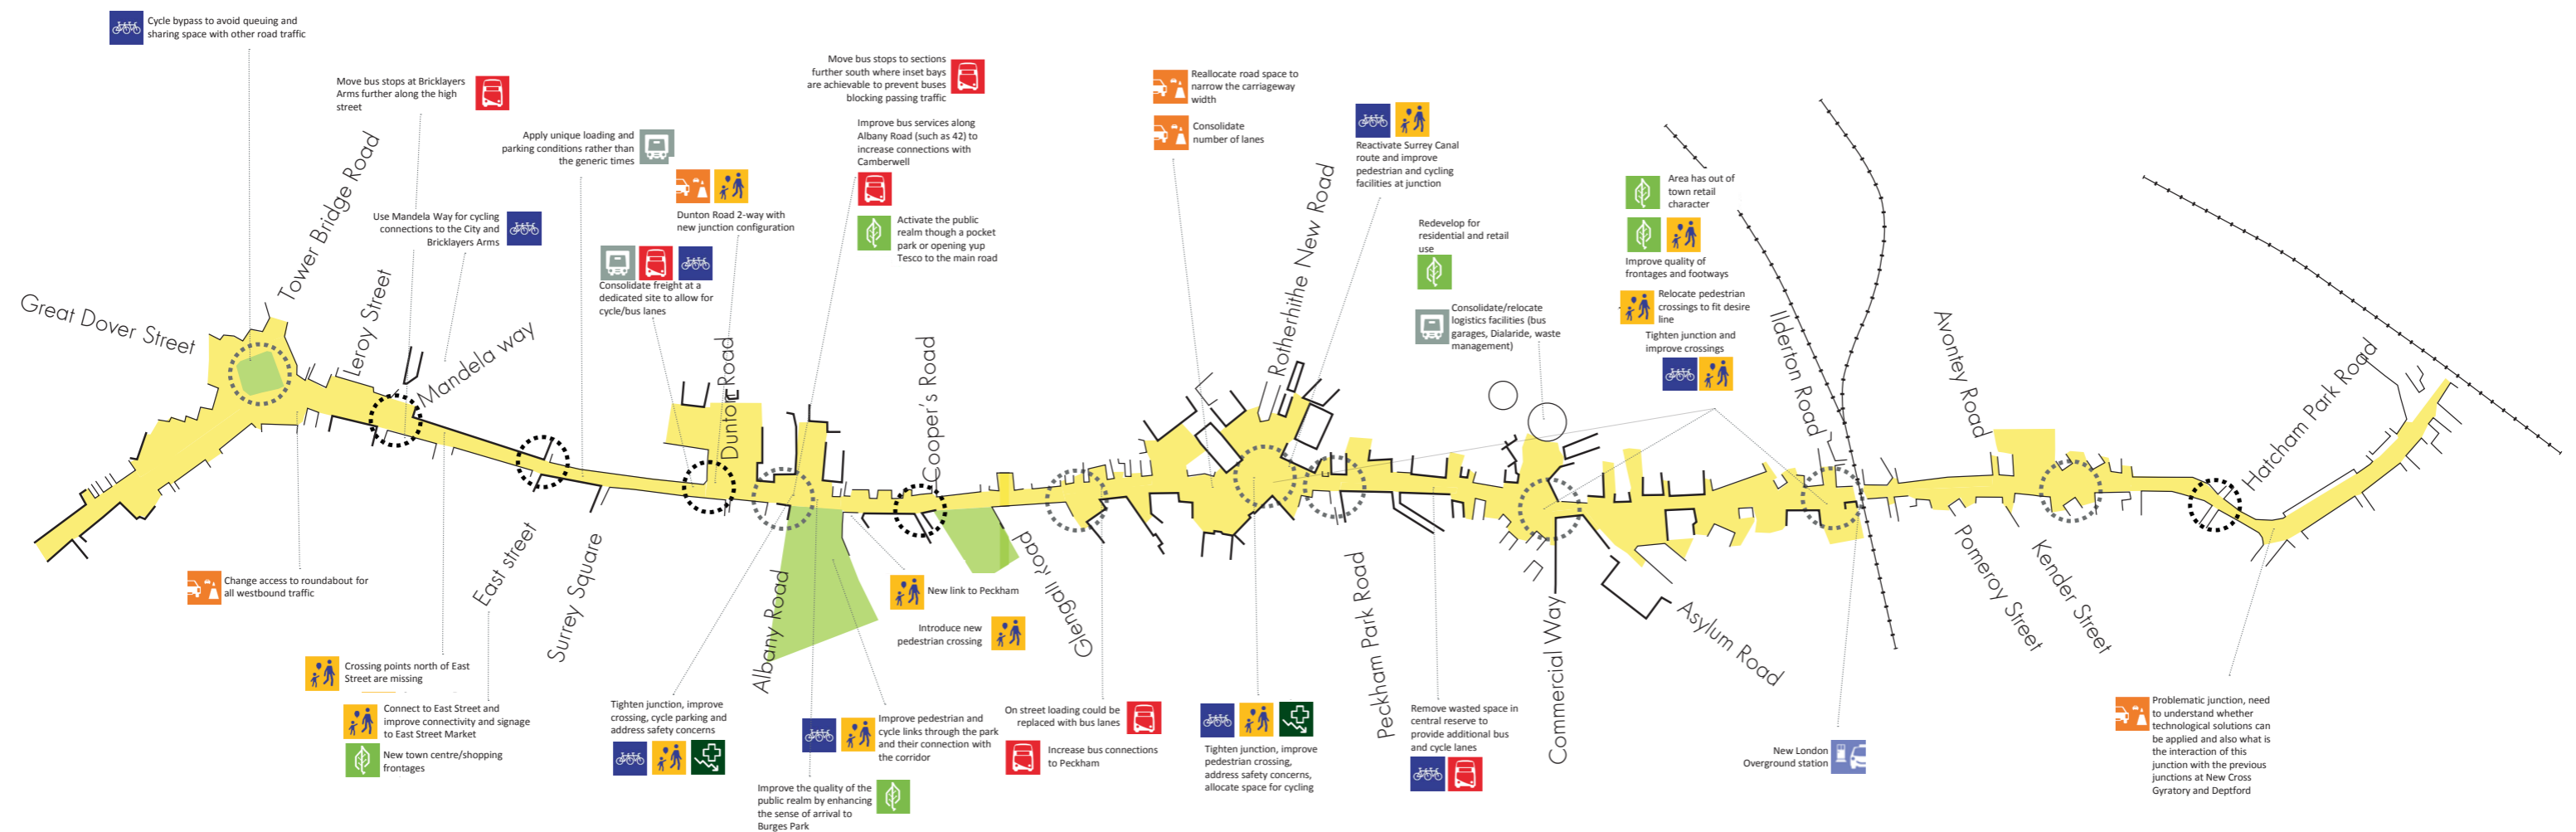 Cycle bypass to avoid queuing and
sharing space with other road traffic
Move bus stops at Bricklayers
Arms further along the high
street
Use Mandela Way for cycling
connections to the City and
Bricklayers Arms
Apply unique loading and
parking conditions rather than
the generic times
Dunton Road 2-way with
new junction configuration
Consolidate freight at a
dedicated site to allow for
cycle/bus lanes
Move bus stops to sections
further south where inset bays
are achievable to prevent buses
blocking passing traffic
Improve bus services along
Albany Road (such as 42) to
increase connections with
Camberwell
Activate the public
realm though a pocket
park or opening yup
Tesco to the main road
Reallocate road space to
narrow the carriageway
width
Consolidate
number of lanes
Reactivate Surrey Canal
route and improve
pedestrian and cycling
facilities at junction
Redevelop for
residential and retail
use
Consolidate/relocate
logistics facilities (bus
garages, Dialaride, waste
management)
Area has out of
town retail
character
Improve quality of
frontages and footways
Relocate pedestrian
crossings to fit desire
line
Tighten junction and
improve crossings
Great Dover Street
Tower Bridge Road
Leroy Street
Mandela way
Dunton Road
Cooper's Road
Rotherhithe New Road
Ilderton Road
Avontey Road
Hatcham Park Road
East street
Surrey Square
Albany Road
Glengall Road
Peckham Park Road
Commercial Way
Asylum Road
Pomeroy Street
Kender Street
Change access to roundabout for
all westbound traffic
Crossing points north of East
Street are missing
Connect to East Street and
improve connectivity and signage
to East Street Market
New town centre/shopping
frontages
Tighten junction, improve
crossing, cycle parking and
address safety concerns
Improve the quality of the
public realm by enhancing
the sense of arrival to
Burges Park
Improve pedestrian and
cycle links through the park
and their connection with
the corridor
New link to Peckham
Introduce new
pedestrian crossing
On street loading could be
replaced with bus lanes
Increase bus connections
to Peckham
Tighten junction, improve
pedestrian crossing,
address safety concerns,
allocate space for cycling
Remove wasted space in
central reserve to
provide additional bus
and cycle lanes
New London
Overground station
Problematic junction, need
to understand whether
technological solutions can
be applied and also what is
the interaction of this
junction with the previous
junctions at New Cross
Gyratory and Deptford